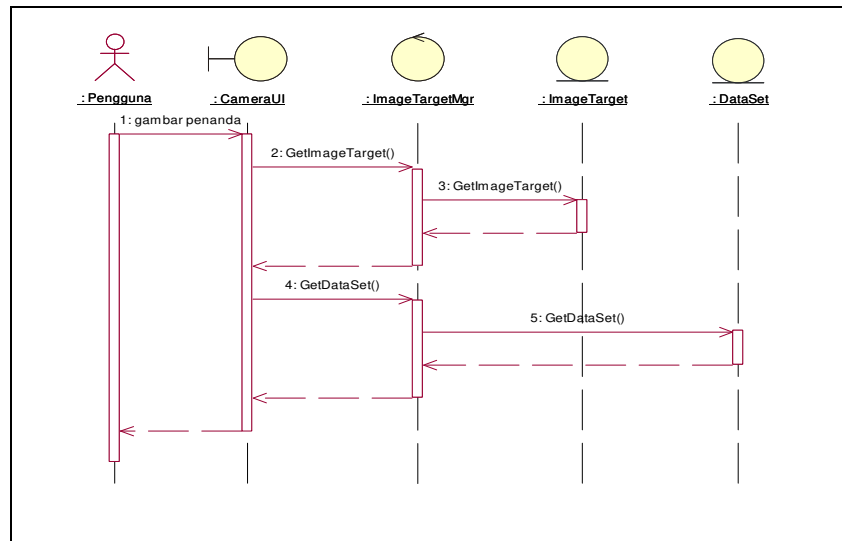 : Pengguna
: CameraUI
: ImageTargetMgr
: ImageTarget
: DataSet
1: gambar penanda
2: GetImageTarget()
3: GetImageTarget()
4: GetDataSet()
5: GetDataSet()